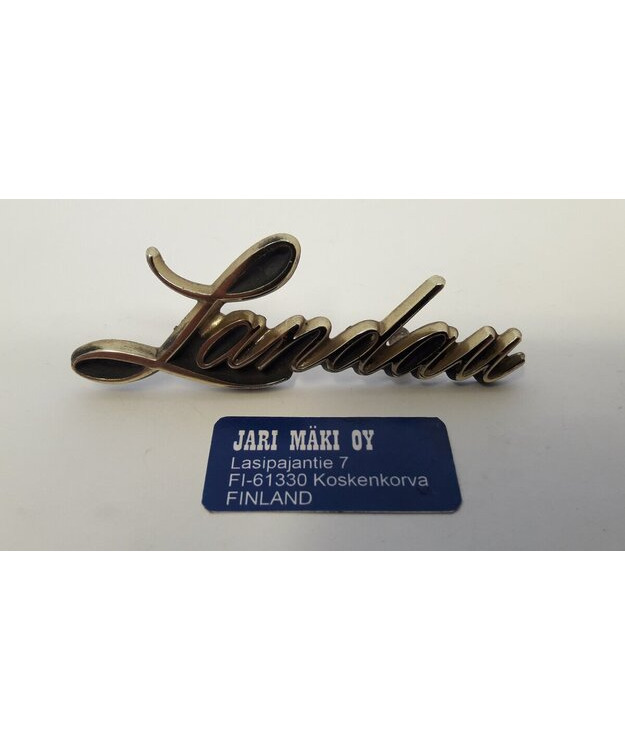 Landau
JARI MÄKI OY
Lasipajantie 7
FI-61330 Koskenkorva
FINLAND